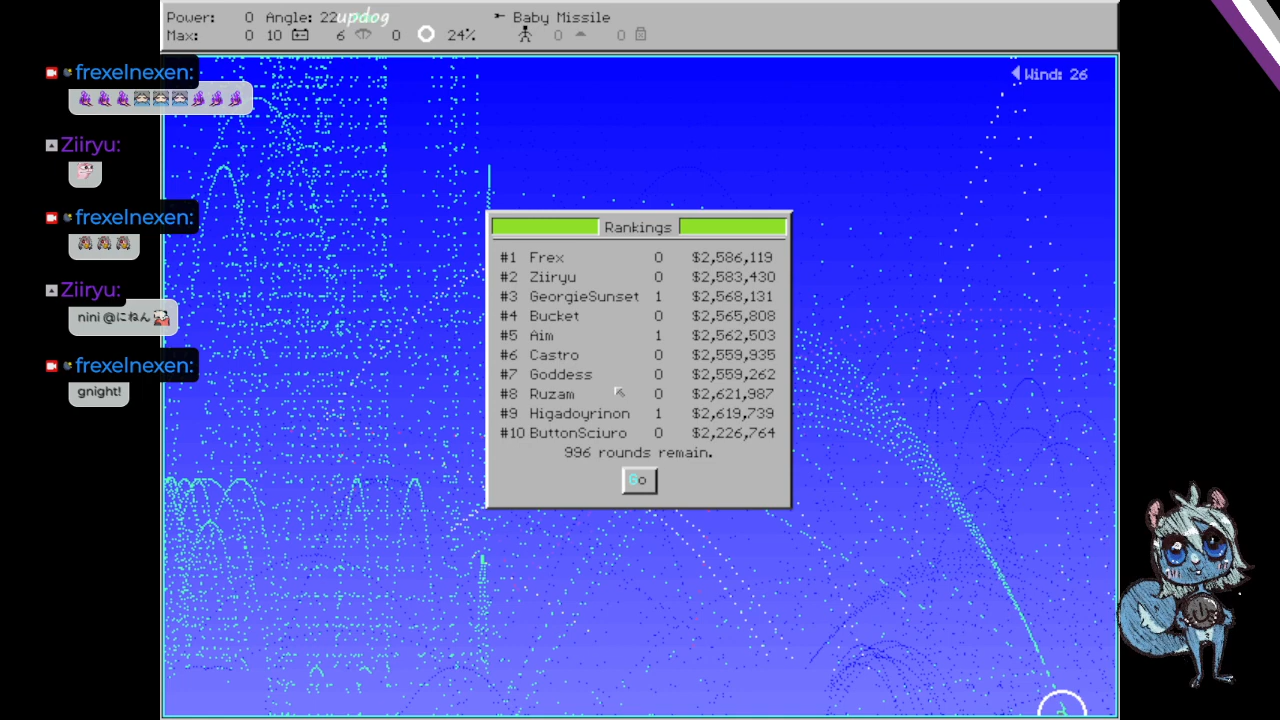 Power: 0 Angle: 22 updog Baby Missile
Max: 0 10 6 0 24% 0 0
Wind: 26
frexelnexen:
Ziiryu:
frexelnexen:
Ziiryu:
nini @にねん
frexelnexen:
gnight!
Rankings
#1 Frex 0 $2,586,119
#2 Ziiryu 0 $2,583,430
#3 GeorgieSunset 1 $2,568,131
#4 Bucket 0 $2,565,808
#5 Aim 1 $2,562,503
#6 Castro 0 $2,559,935
#7 Goddess 0 $2,559,262
#8 Ruzam 0 $2,621,987
#9 Higadoyrinon 1 $2,619,739
#10 ButtonSciuro 0 $2,226,764
996 rounds remain.
Go